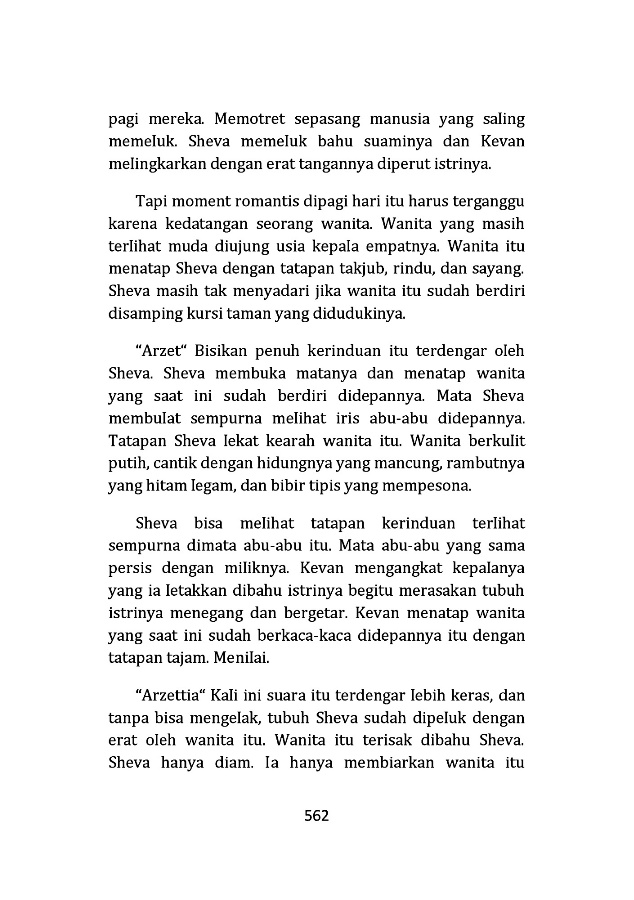 pagi mereka. Memotret sepasang manusia yang saling
memeluk. Sheva memeluk bahu suaminya dan Kevan
melingkarkan dengan erat tangannya diperut istrinya.
Tapi moment romantis dipagi hari itu harus terganggu
karena kedatangan seorang wanita. Wanita yang masih
terlihat muda diujung usia kepala empatnya. Wanita itu
menatap Sheva dengan tatapan takjub, rindu, dan sayang.
Sheva masih tak menyadari jika wanita itu sudah berdiri
disamping kursi taman yang didudukinya.
“Arzet“ Bisikan penuh kerinduan itu terdengar oleh
Sheva. Sheva membuka matanya dan menatap wanita
yang saat ini sudah berdiri didepannya. Mata Sheva
membulat sempurna melihat iris abu-abu didepannya.
Tatapan Sheva lekat kearah wanita itu. Wanita berkulit
putih, cantik dengan hidungnya yang mancung, rambutnya
yang hitam legam, dan bibir tipis yang mempesona.
Sheva bisa melihat tatapan kerinduan terlihat
sempurna dimata abu-abu itu. Mata abu-abu yang sama
persis dengan miliknya. Kevan mengangkat kepalanya
yang ia letakkan dibahu istrinya begitu merasakan tubuh
istrinya menegang dan bergetar. Kevan menatap wanita
yang saat ini sudah berkaca-kaca didepannya itu dengan
tatapan tajam. Menilai.
“Arzettia“ Kali ini suara itu terdengar lebih keras, dan
tanpa bisa mengelak, tubuh Sheva sudah dipeluk dengan
erat oleh wanita itu. Wanita itu terisak dibahu Sheva.
Sheva hanya diam. Ia hanya membiarkan wanita itu
562